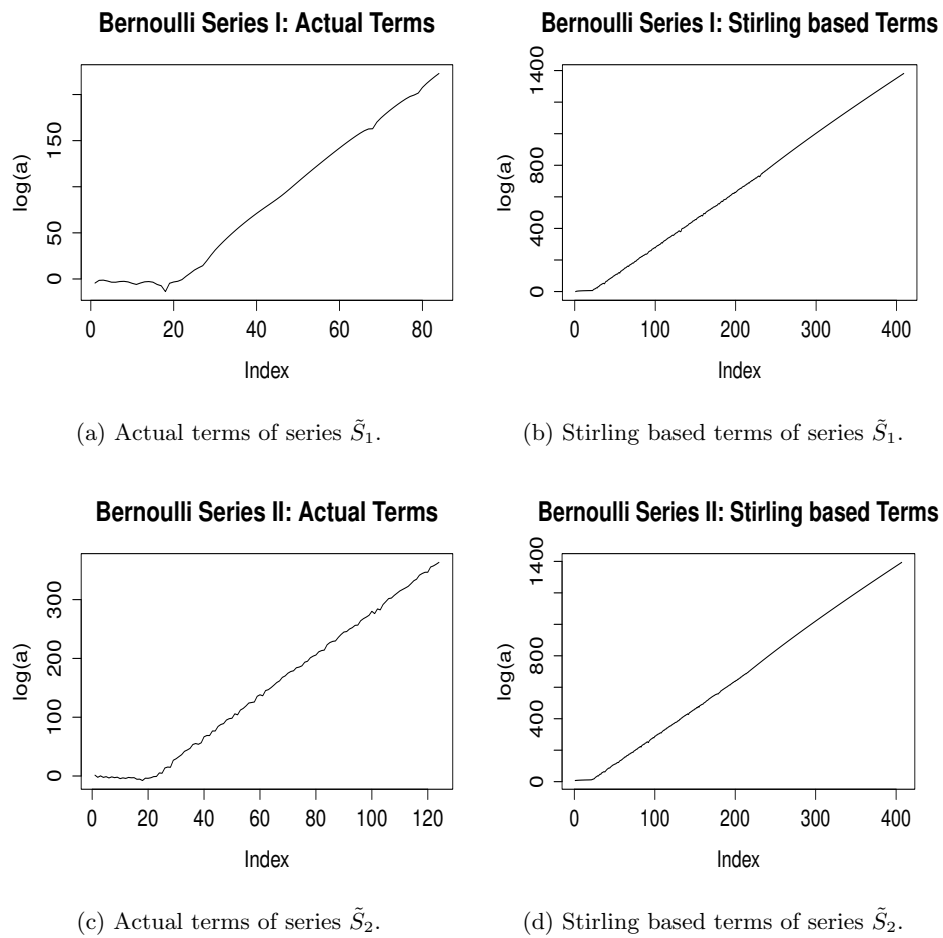 Bernoulli Series I: Actual Terms
log(a)
0 50 150
0 20 40 60 80
Index
(a) Actual terms of series S̃₁.
Bernoulli Series I: Stirling based Terms
log(a)
0 400 800 1400
0 100 200 300 400
Index
(b) Stirling based terms of series S̃₁.
Bernoulli Series II: Actual Terms
log(a)
0 100 200 300
0 20 40 60 80 100 120
Index
(c) Actual terms of series S̃₂.
Bernoulli Series II: Stirling based Terms
log(a)
0 400 800 1400
0 100 200 300 400
Index
(d) Stirling based terms of series S̃₂.